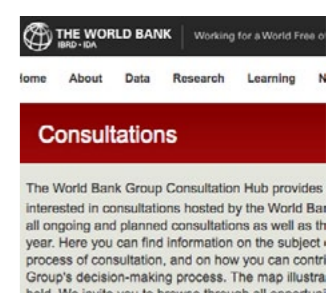 THE WORLD BANK
IBRD • IDA
Working for a World Free
Home About Data Research Learning
Consultations
The World Bank Group Consultation Hub provides
interested in consultations hosted by the World
all ongoing and planned consultations as well as
year. Here you can find information on the subject
process of consultation, and on how you can
Group's decision-making process. The map